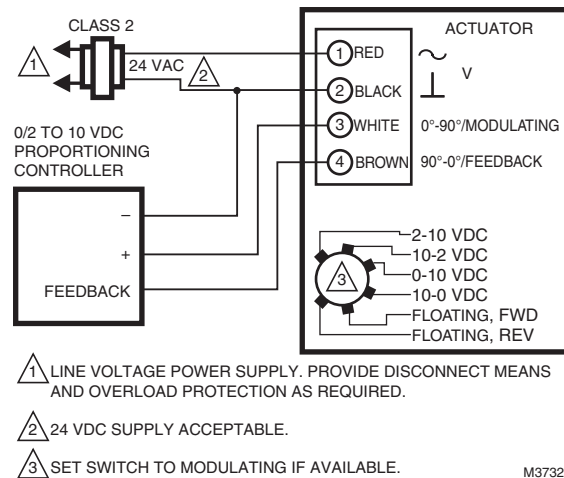 CLASS 2
1
24 VAC
2
0/2 TO 10 VDC
PROPORTIONING
CONTROLLER
–
+
FEEDBACK
ACTUATOR
1 RED
2 BLACK
V
3 WHITE 0°-90°/MODULATING
4 BROWN 90°-0°/FEEDBACK
3
2-10 VDC
10-2 VDC
0-10 VDC
10-0 VDC
FLOATING, FWD
FLOATING, REV
1 LINE VOLTAGE POWER SUPPLY. PROVIDE DISCONNECT MEANS
AND OVERLOAD PROTECTION AS REQUIRED.
2 24 VDC SUPPLY ACCEPTABLE.
3 SET SWITCH TO MODULATING IF AVAILABLE.
M3732